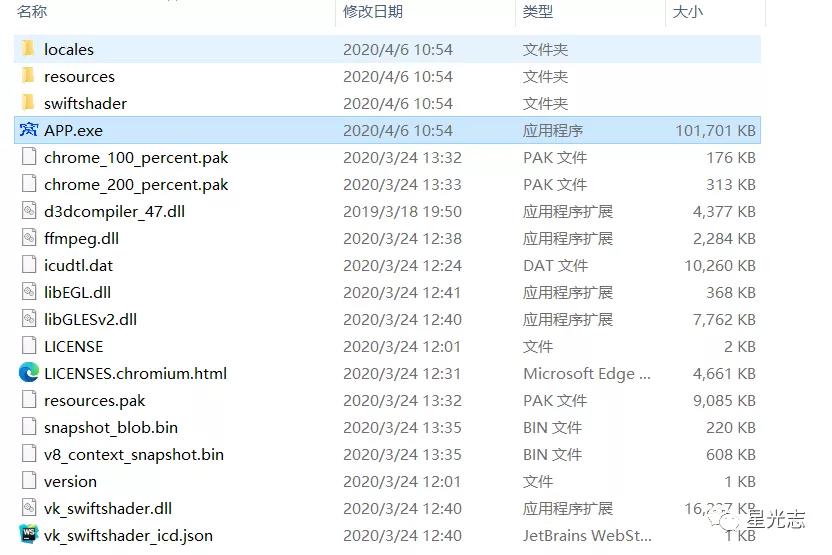 名称 修改日期 类型 大小
locales 2020/4/6 10:54 文件夹
resources 2020/4/6 10:54 文件夹
swiftshader 2020/4/6 10:54 文件夹
APP.exe 2020/4/6 10:54 应用程序 101,701 KB
chrome_100_percent.pak 2020/3/24 13:32 PAK 文件 176 KB
chrome_200_percent.pak 2020/3/24 13:33 PAK 文件 313 KB
d3dcompiler_47.dll 2019/3/18 19:50 应用程序扩展 4,377 KB
ffmpeg.dll 2020/3/24 12:38 应用程序扩展 2,284 KB
icudtl.dat 2020/3/24 12:24 DAT 文件 10,260 KB
libEGL.dll 2020/3/24 12:41 应用程序扩展 368 KB
libGLESv2.dll 2020/3/24 12:40 应用程序扩展 7,762 KB
LICENSE 2020/3/24 12:01 文件 2 KB
LICENSES.chromium.html 2020/3/24 12:31 Microsoft Edge ... 4,661 KB
resources.pak 2020/3/24 13:32 PAK 文件 9,085 KB
snapshot_blob.bin 2020/3/24 13:35 BIN 文件 220 KB
v8_context_snapshot.bin 2020/3/24 13:35 BIN 文件 608 KB
version 2020/3/24 12:01 文件 1 KB
vk_swiftshader.dll 2020/3/24 12:40 应用程序扩展 KB
vk_swiftshader_icd.json 2020/3/24 12:40 JetBrains WebSt... 1 KB
星光志